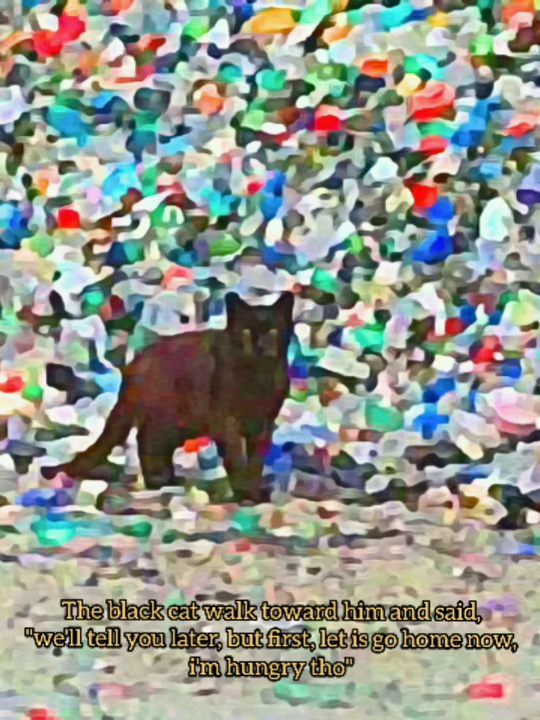 The black cat walk toward him and said,
"we'll tell you later, but first, let is go home now,
i'm hungry tho"